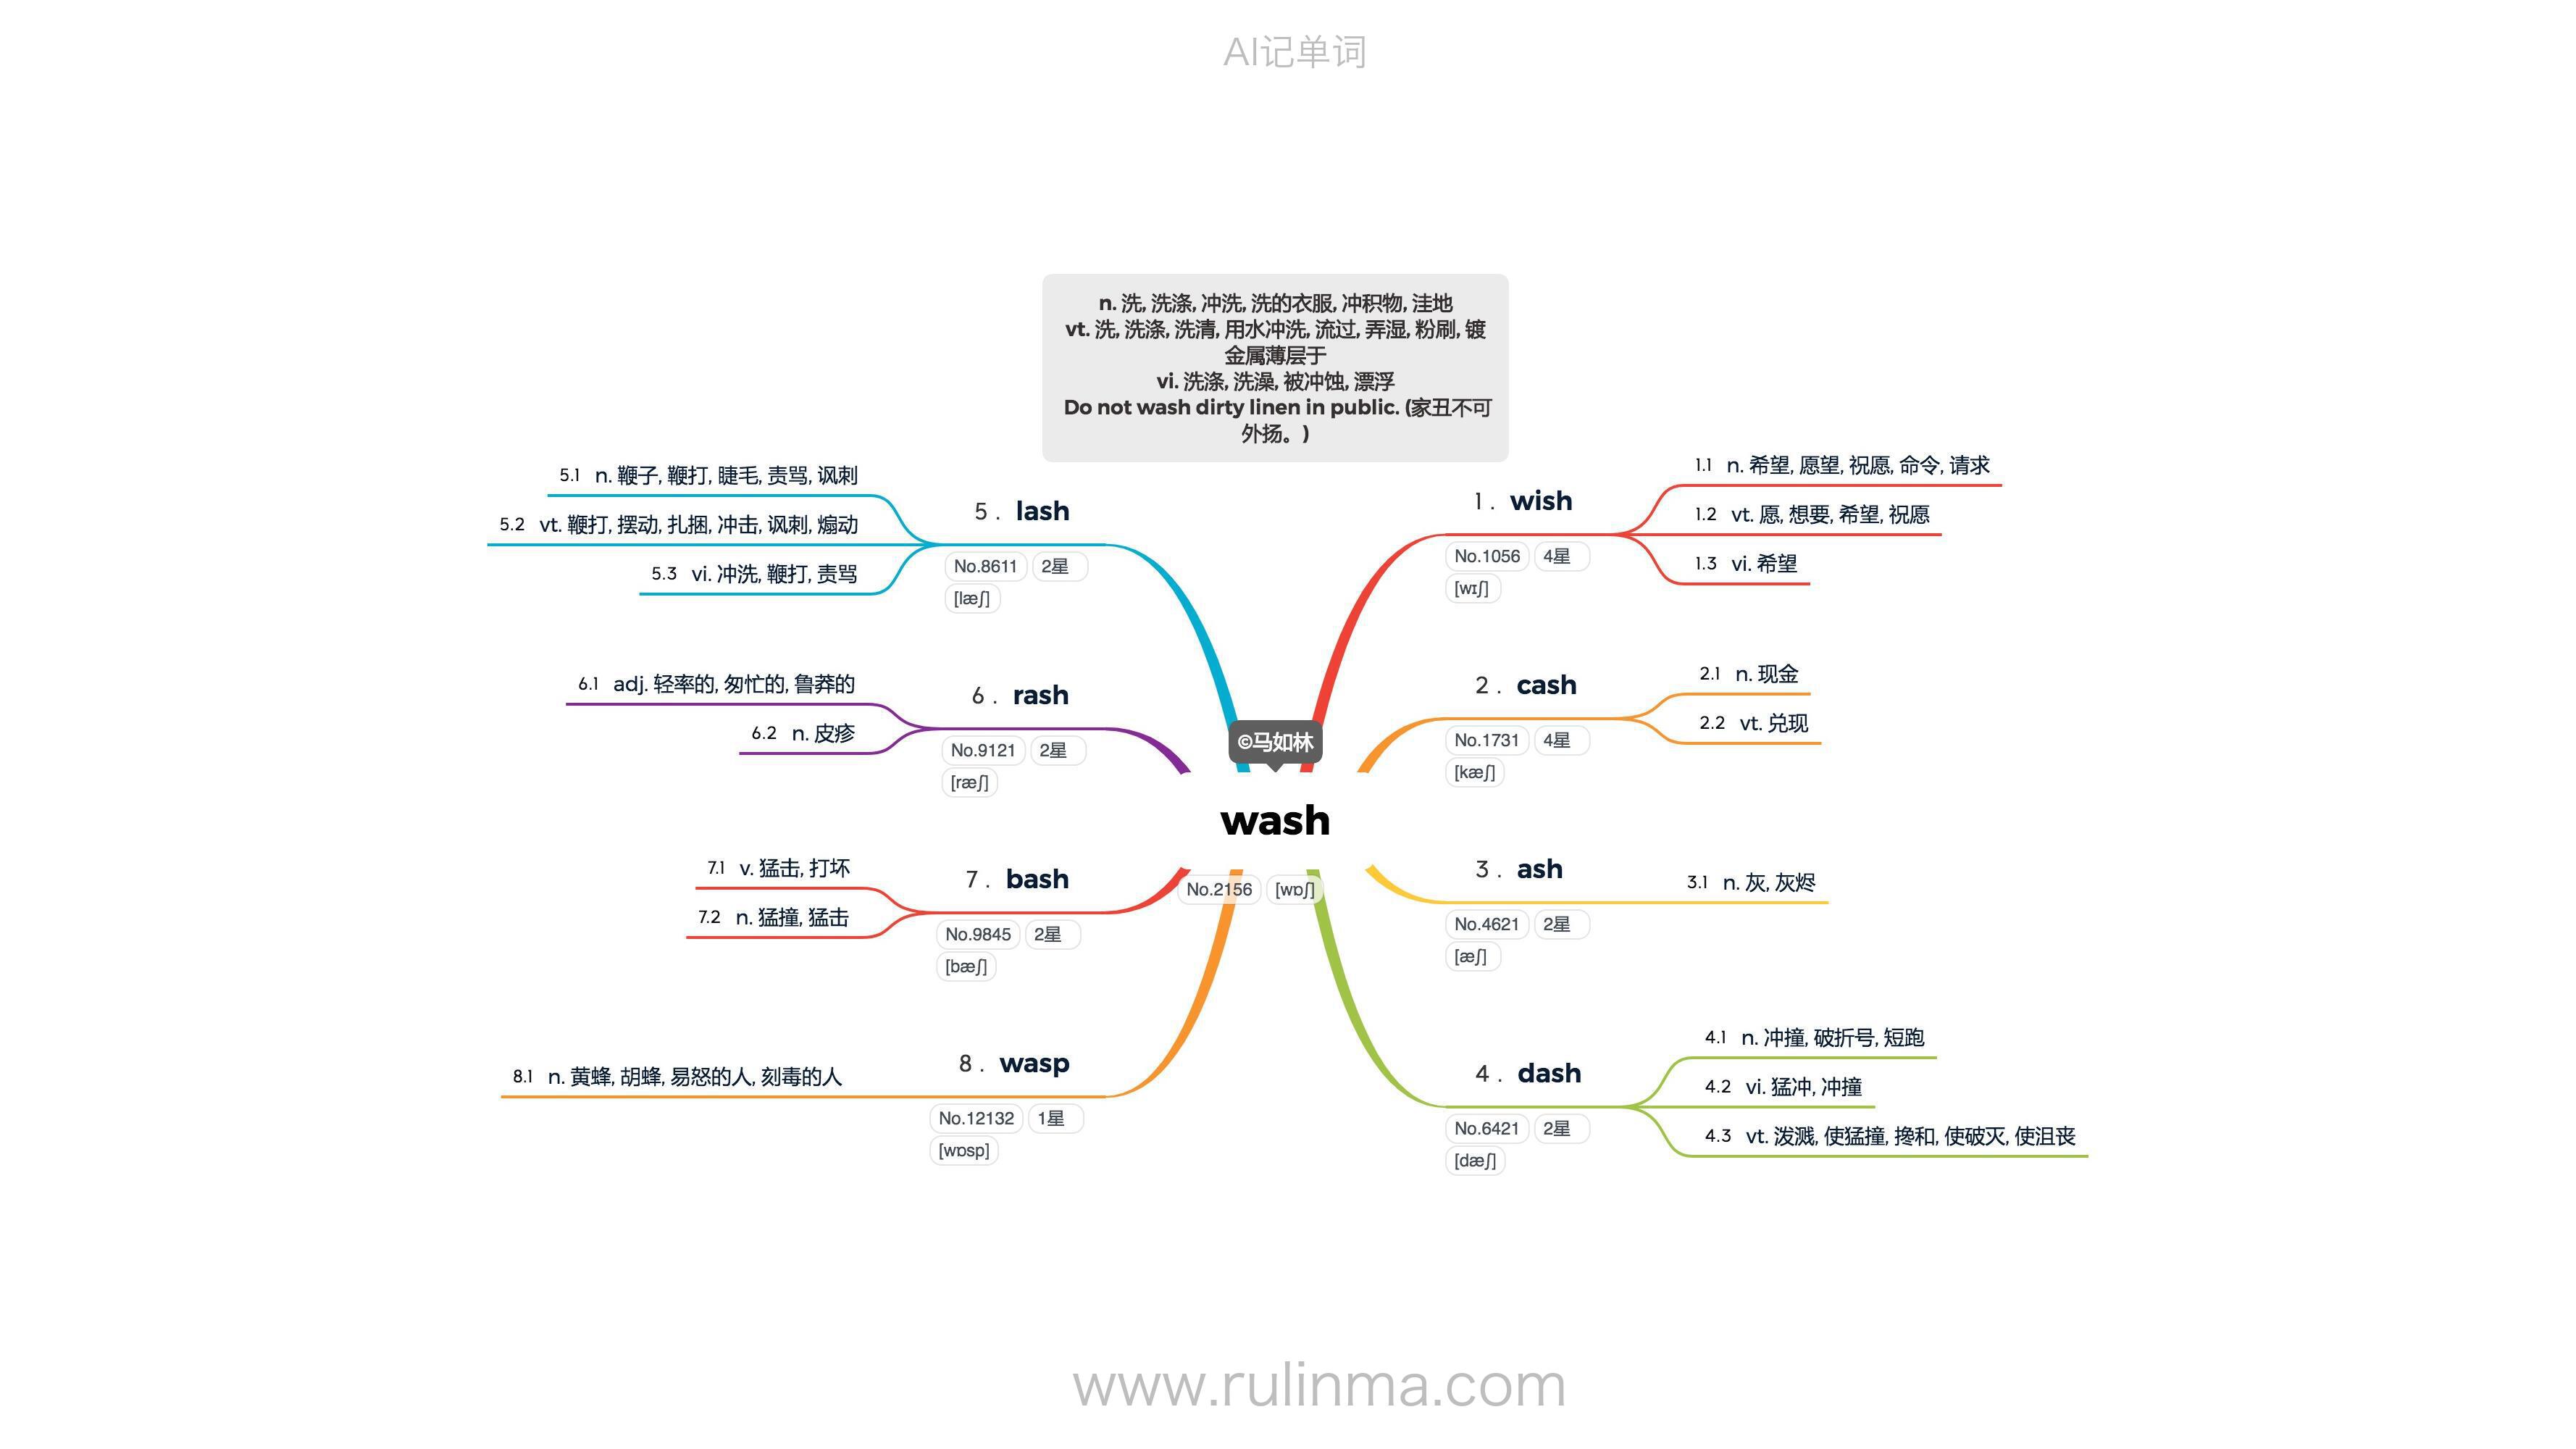 AI记单词
n. 洗, 洗涤, 冲洗, 洗的衣服, 冲积物, 洼地
vt. 洗, 洗涤, 洗清, 用水冲洗, 流过, 弄湿, 粉刷, 镀
金属薄层于
vi. 洗涤, 洗澡, 被冲蚀, 漂浮
Do not wash dirty linen in public. (家丑不可
外扬。)
©马如林
wash
No.2156 [wɒʃ]
1. wish
No.1056 4星
[wɪʃ]
1.1 n. 希望, 愿望, 祝愿, 命令, 请求
1.2 vt. 愿, 想要, 希望, 祝愿
1.3 vi. 希望
2. cash
No.1731 4星
[kæʃ]
2.1 n. 现金
2.2 vt. 兑现
3. ash
No.4621 2星
[æʃ]
3.1 n. 灰, 灰烬
4. dash
No.6421 2星
[dæʃ]
4.1 n. 冲撞, 破折号, 短跑
4.2 vi. 猛冲, 冲撞
4.3 vt. 泼溅, 使猛撞, 搀和, 使破灭, 使沮丧
5. lash
No.8611 2星
[læʃ]
5.1 n. 鞭子, 鞭打, 睫毛, 责骂, 讽刺
5.2 vt. 鞭打, 摆动, 扎捆, 冲击, 讽刺, 煽动
5.3 vi. 冲洗, 鞭打, 责骂
6. rash
No.9121 2星
[ræʃ]
6.1 adj. 轻率的, 匆忙的, 鲁莽的
6.2 n. 皮疹
7. bash
No.9845 2星
[bæʃ]
7.1 v. 猛击, 打坏
7.2 n. 猛撞, 猛击
8. wasp
No.12132 1星
[wɒsp]
8.1 n. 黄蜂, 胡蜂, 易怒的人, 刻毒的人
www.rulinma.com